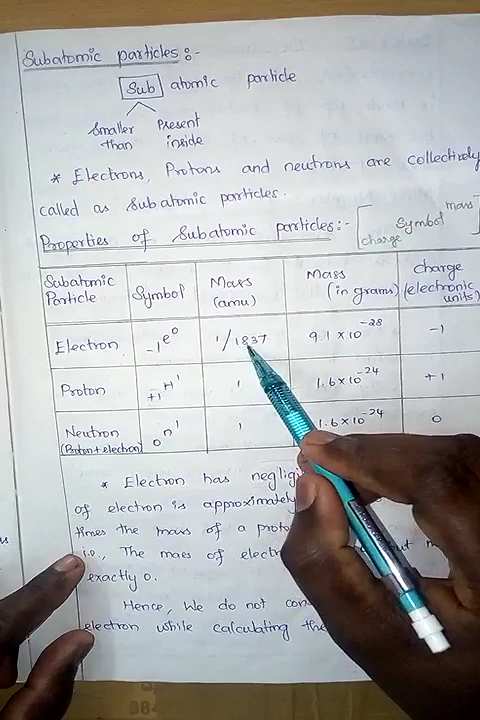 Subatomic particles:-
Sub atomic particle
Smaller than
Present inside
* Electrons, Protons and neutrons are collectively
called as Subatomic particles.
Properties of Subatomic particles:- [charge Symbol mass]
Subatomic Particle Symbol Mass (amu) Mass (in grams) Charge (electronic units)
Electron ₋₁e⁰ 1/1837 9.1 × 10⁻²⁸ -1
Proton ₊₁H¹ 1 1.6 × 10⁻²⁴ +1
Neutron (Proton + electron) ₀n¹ 1 1.6 × 10⁻²⁴ 0
* Electron has
of electron is approximately
times the mass of a
i.e., The mass of
exactly 0.
Hence, We do not
electron while calculating the